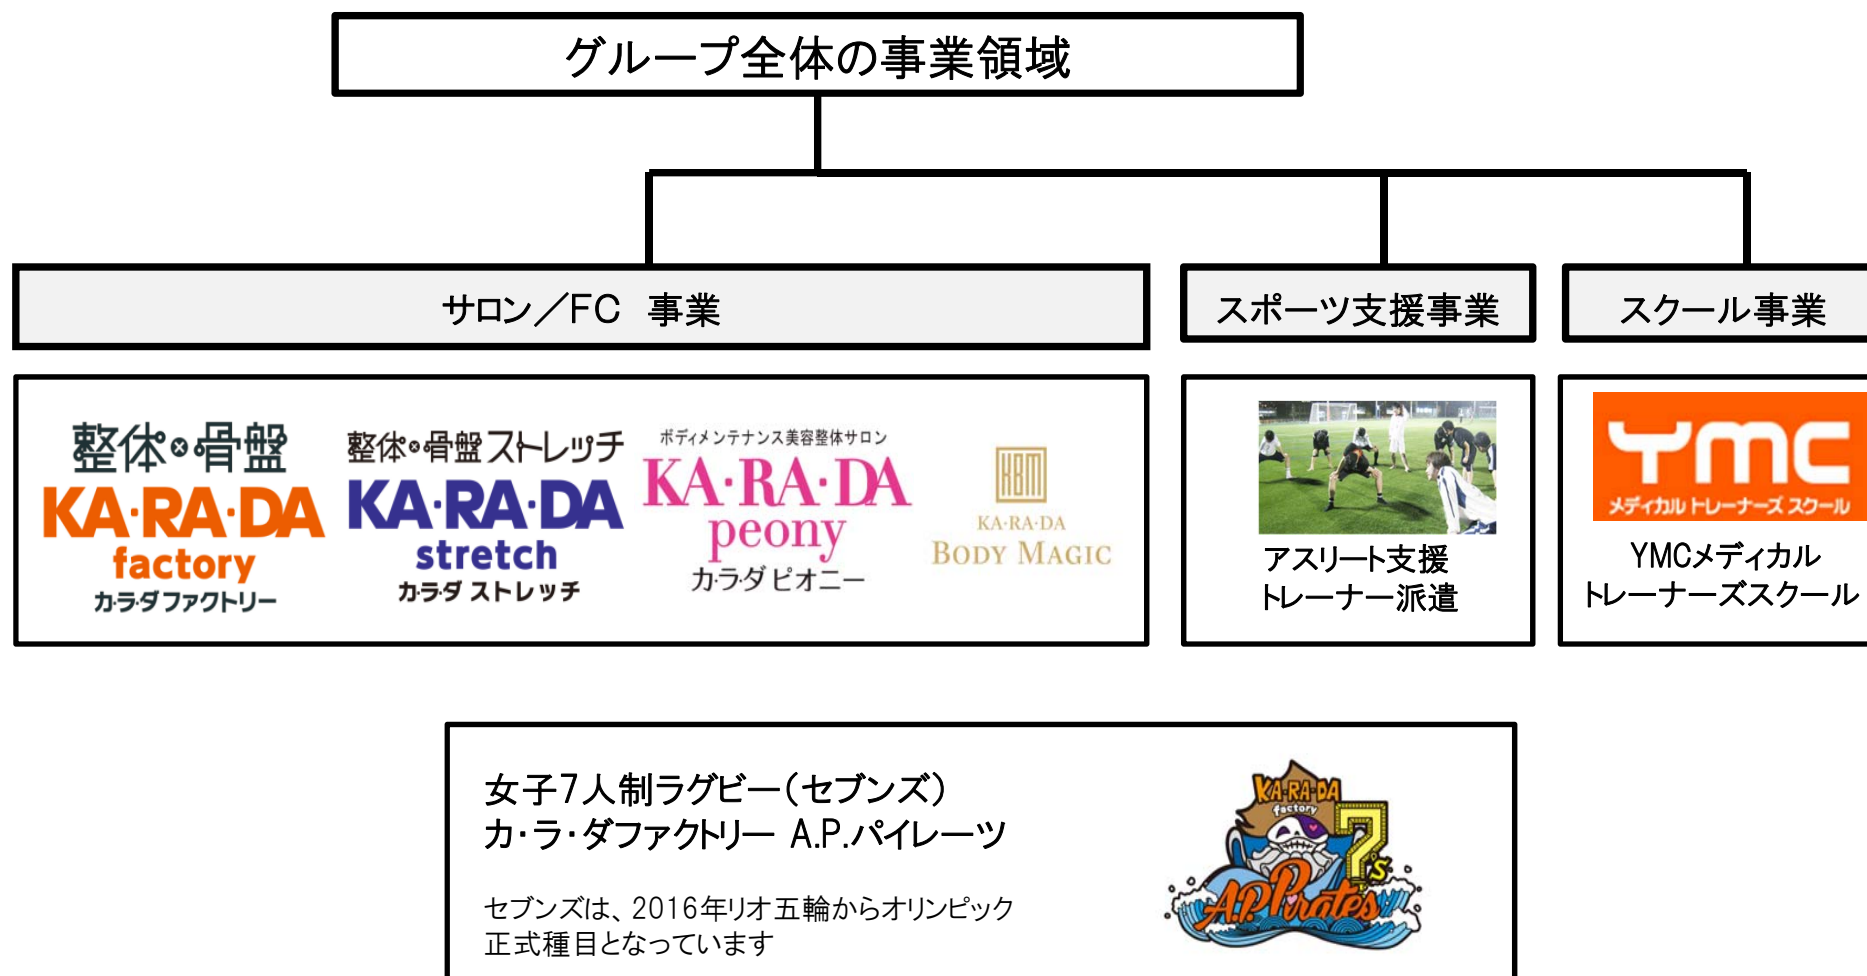 グループ全体の事業領域
サロン／FC　事業
スポーツ支援事業
スクール事業
整体・骨盤
KA・RA・DA
factory
カ・ラ・ダ ファクトリー
整体・骨盤 ストレッチ
KA・RA・DA
stretch
カ・ラ・ダ ストレッチ
ボディメンテナンス美容整体サロン
KA・RA・DA
peony
カ・ラ・ダ ピオニー
KBM
KA・RA・DA
BODY MAGIC
アスリート支援
トレーナー派遣
YMC
メディカル トレーナーズ スクール
YMCメディカル
トレーナーズスクール
女子7人制ラグビー（セブンズ）
カ・ラ・ダファクトリー A.P.パイレーツ
セブンズは、2016年リオ五輪からオリンピック
正式種目となっています
KA・RA・DA
factory
7's
A.P.Pirates